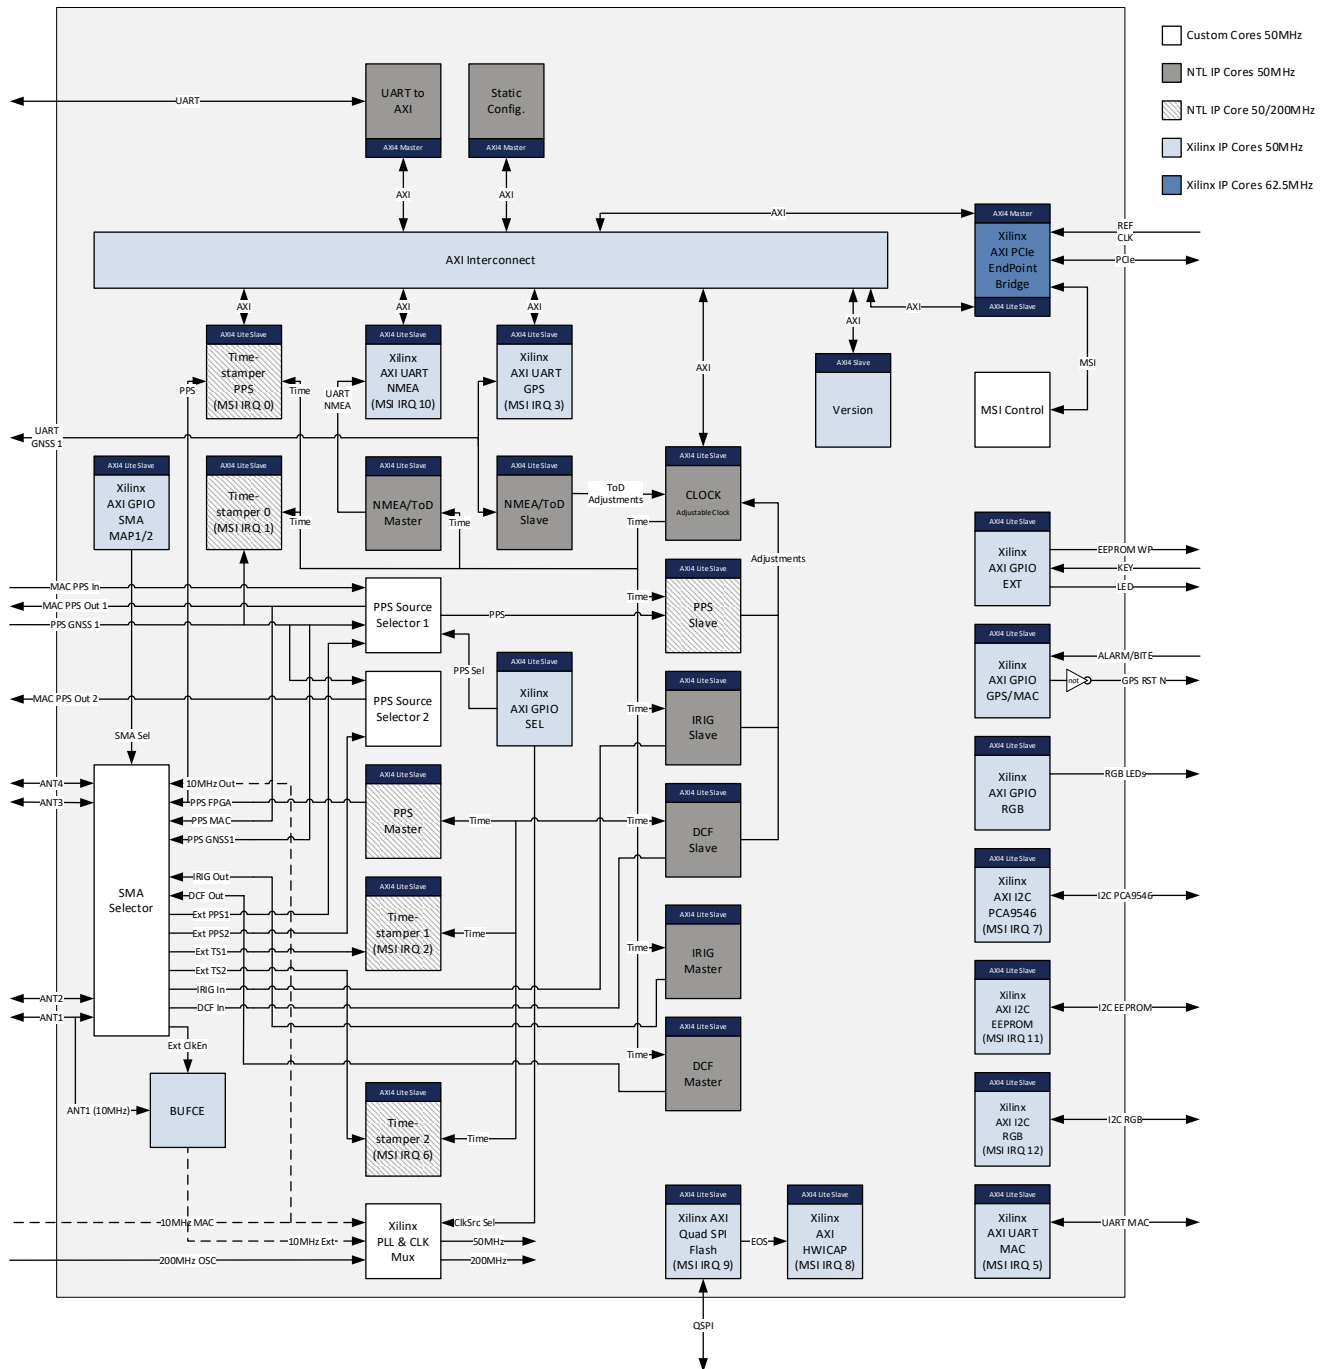 Custom Cores 50MHz
NTL IP Cores 50MHz
NTL IP Core 50/200MHz
Xilinx IP Cores 50MHz
Xilinx IP Cores 62.5MHz
UART
UART to
AXI
AXI4 Master
Static
Config.
AXI4 Master
AXI
AXI
AXI
AXI4 Master
Xilinx
AXI PCIe
EndPoint
Bridge
AXI4 Lite Slave
REF
CLK
PCIe
AXI Interconnect
AXI
AXI
AXI
AXI
AXI
AXI
MSI
AXI4 Lite Slave
Time-
stamper
PPS
(MSI IRQ 0)
PPS
Time
AXI4 Lite Slave
Xilinx
AXI UART
NMEA
(MSI IRQ 10)
UART
NMEA
AXI4 Lite Slave
Xilinx
AXI UART
GPS
(MSI IRQ 3)
AXI4 Slave
Version
MSI Control
UART
GNSS 1
AXI4 Lite Slave
Xilinx
AXI GPIO
SMA
MAP1/2
AXI4 Lite Slave
Time-
stamper 0
(MSI IRQ 1)
Time
AXI4 Lite Slave
NMEA/ToD
Master
Time
AXI4 Lite Slave
NMEA/ToD
Slave
ToD
Adjustments
AXI4 Lite Slave
CLOCK
Adjustable Clock
Time
Adjustments
AXI4 Lite Slave
Xilinx
AXI GPIO
EXT
EEPROM WP
KEY
LED
MAC PPS In
MAC PPS Out 1
PPS GNSS 1
PPS Source
Selector 1
PPS
PPS Sel
Time
AXI4 Lite Slave
PPS
Slave
AXI4 Lite Slave
Xilinx
AXI GPIO
SEL
MAC PPS Out 2
PPS Source
Selector 2
Time
AXI4 Lite Slave
IRIG
Slave
AXI4 Lite Slave
Xilinx
AXI GPIO
GPS/MAC
ALARM/BITE
not
GPS RST N
SMA Sel
ANT4
ANT3
SMA
Selector
10MHz Out
PPS FPGA
PPS MAC
PPS GNSS1
IRIG Out
DCF Out
Ext PPS1
Ext PPS2
Ext TS1
Ext TS2
IRIG In
DCF In
AXI4 Lite Slave
PPS
Master
Time
Time
AXI4 Lite Slave
DCF
Slave
AXI4 Lite Slave
Xilinx
AXI GPIO
RGB
RGB LEDs
AXI4 Lite Slave
Time-
stamper 1
(MSI IRQ 2)
Time
Time
AXI4 Lite Slave
IRIG
Master
AXI4 Lite Slave
Xilinx
AXI I2C
PCA9546
(MSI IRQ 7)
I2C PCA9546
ANT2
ANT1
Ext ClkEn
Time
AXI4 Lite Slave
DCF
Master
AXI4 Lite Slave
Xilinx
AXI I2C
EEPROM
(MSI IRQ 11)
I2C EEPROM
ANT1 (10MHz)
BUFCE
AXI4 Lite Slave
Time-
stamper 2
(MSI IRQ 6)
Time
AXI4 Lite Slave
Xilinx
AXI I2C
RGB
(MSI IRQ 12)
I2C RGB
10MHz MAC
10MHz Ext
200MHz OSC
Xilinx
PLL & CLK
Mux
ClkSrc Sel
50MHz
200MHz
AXI4 Lite Slave
Xilinx AXI
Quad SPI
Flash
(MSI IRQ 9)
EOS
AXI4 Lite Slave
Xilinx
AXI
HWICAP
(MSI IRQ 8)
AXI4 Lite Slave
Xilinx
AXI UART
MAC
(MSI IRQ 5)
UART MAC
QSPI